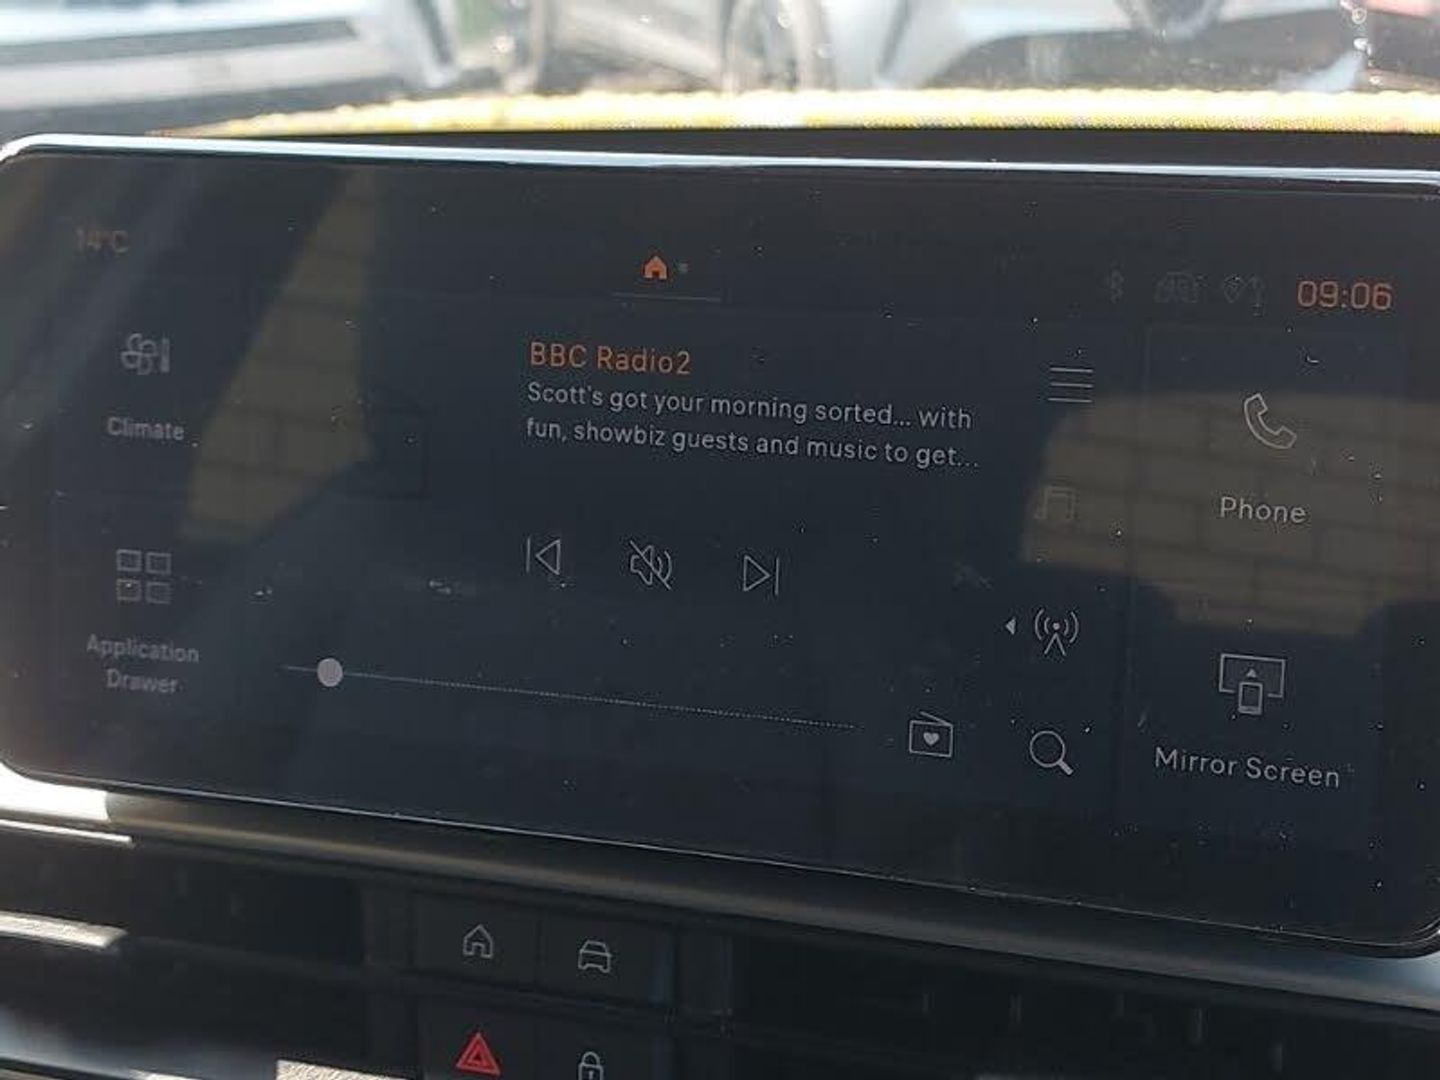 14°C
09:06
BBC Radio2
Scott's got your morning sorted... with
fun, showbiz guests and music to get...
Climate
Phone
Application
Drawer
Mirror Screen